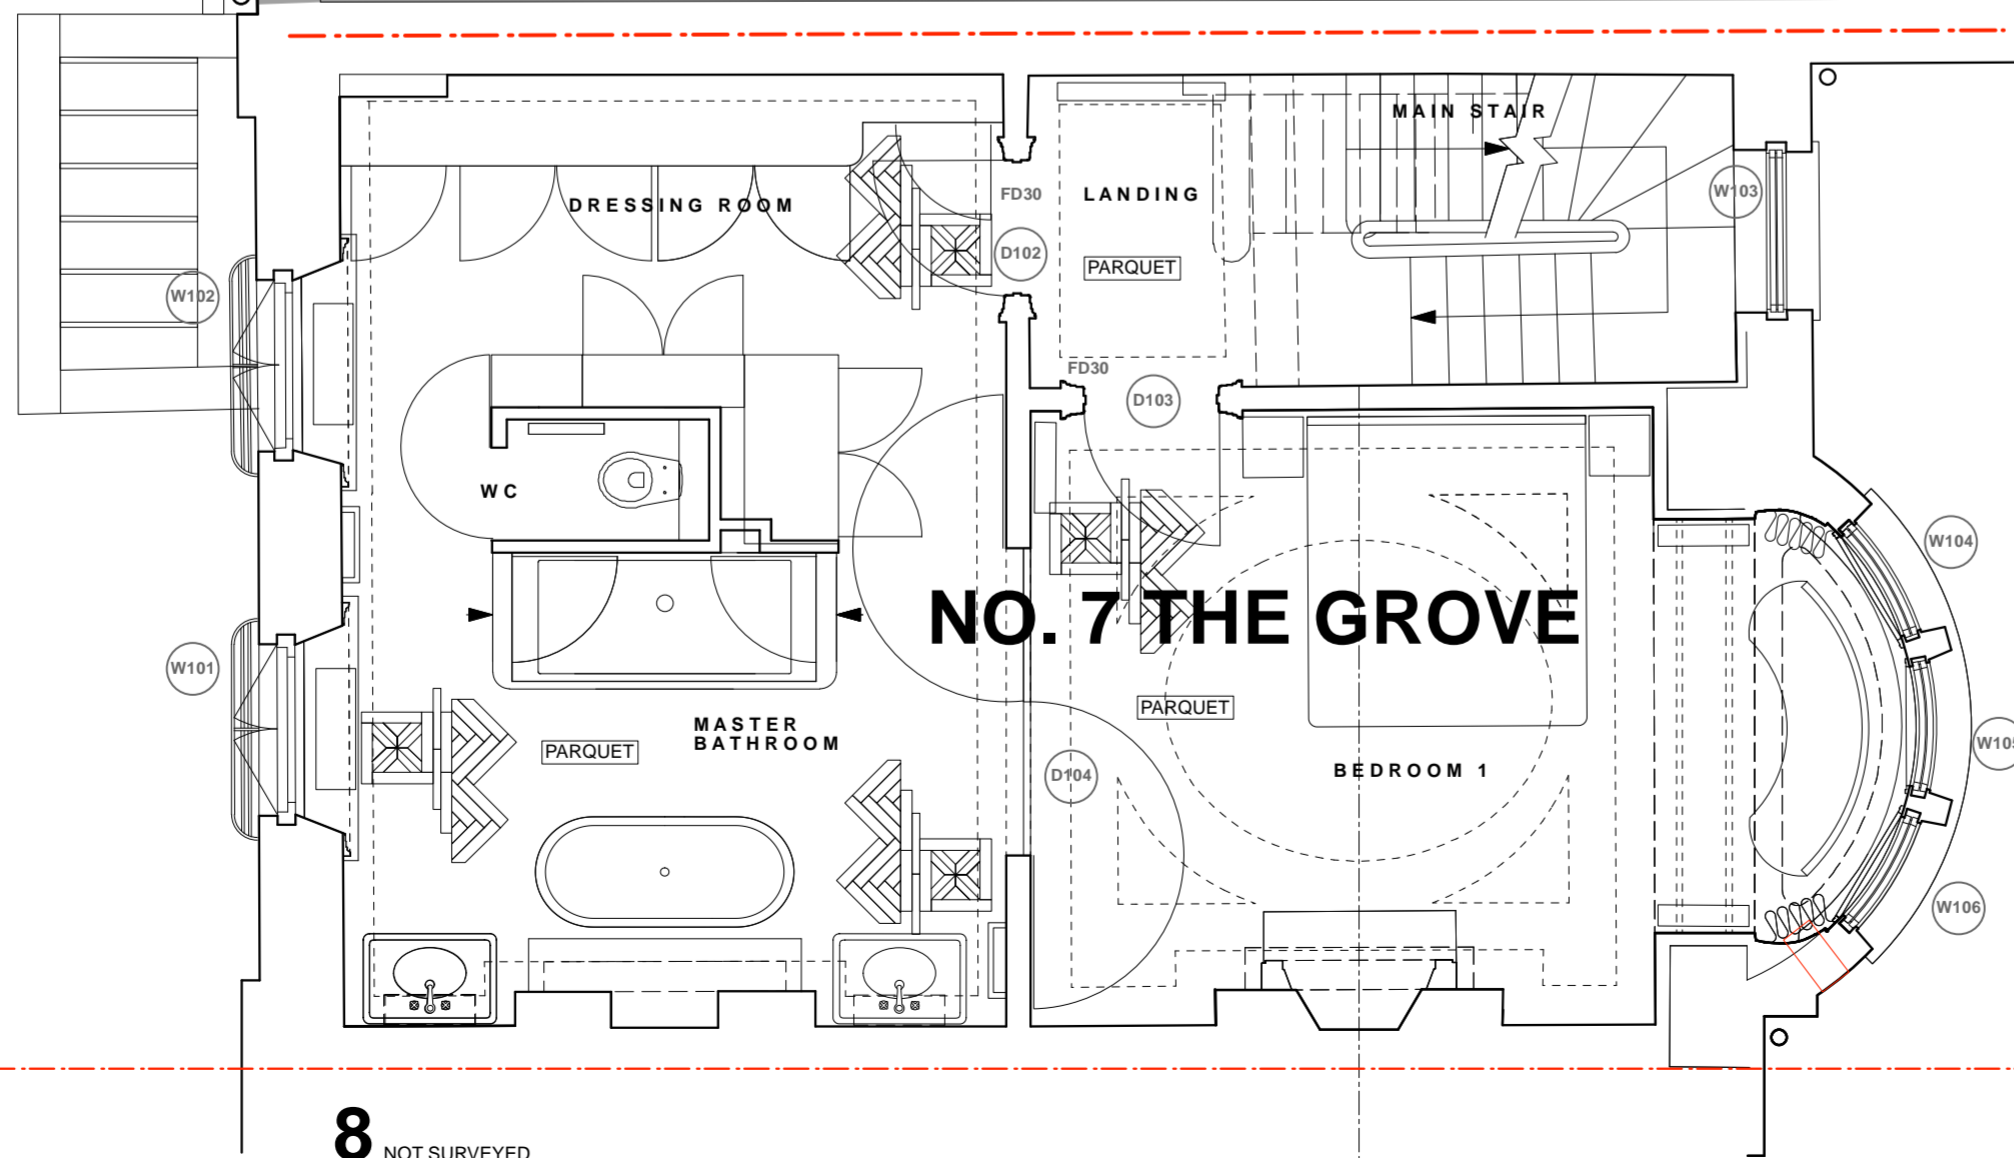 MAIN STAIR
DRESSING ROOM
FD30
LANDING
W103
D102
PARQUET
W102
FD30
D103
WC
W104
NO. 7 THE GROVE
W101
PARQUET
MASTER
BATHROOM
PARQUET
W105
D104
BEDROOM 1
W106
8 NOT SURVEYED